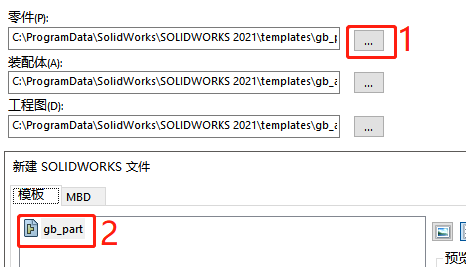 零件(P):
C:\ProgramData\SolidWorks\SOLIDWORKS 2021\templates\gb_p
... 1
装配体(A):
C:\ProgramData\SolidWorks\SOLIDWORKS 2021\templates\gb_a
...
工程图(D):
C:\ProgramData\SolidWorks\SOLIDWORKS 2021\templates\gb_a
...
新建 SOLIDWORKS 文件
模板 MBD
gb_part 2
预览